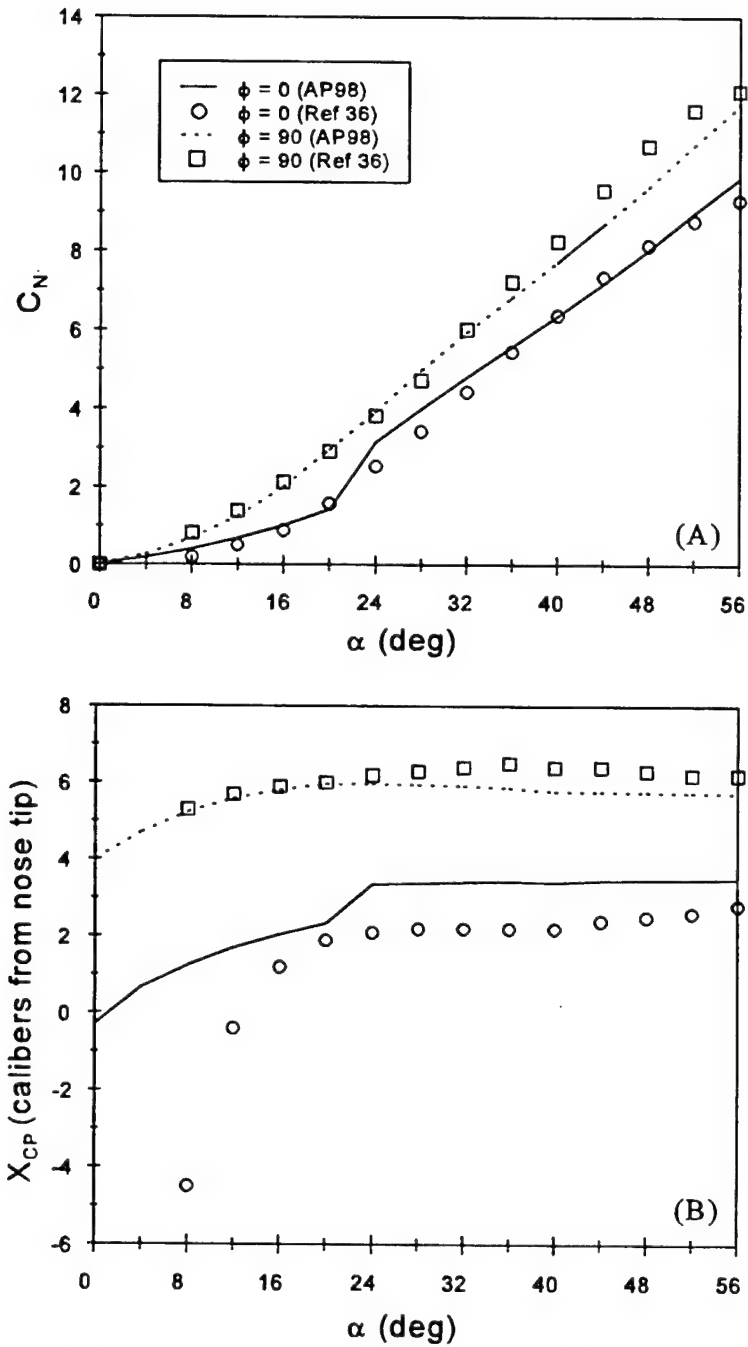 14
12
10
8
6
4
2
0
C_N
ϕ = 0 (AP98)
ϕ = 0 (Ref 36)
ϕ = 90 (AP98)
ϕ = 90 (Ref 36)
(A)
0 8 16 24 32 40 48 56
α (deg)
8
6
4
2
0
-2
-4
-6
X_CP (calibers from nose tip)
(B)
0 8 16 24 32 40 48 56
α (deg)